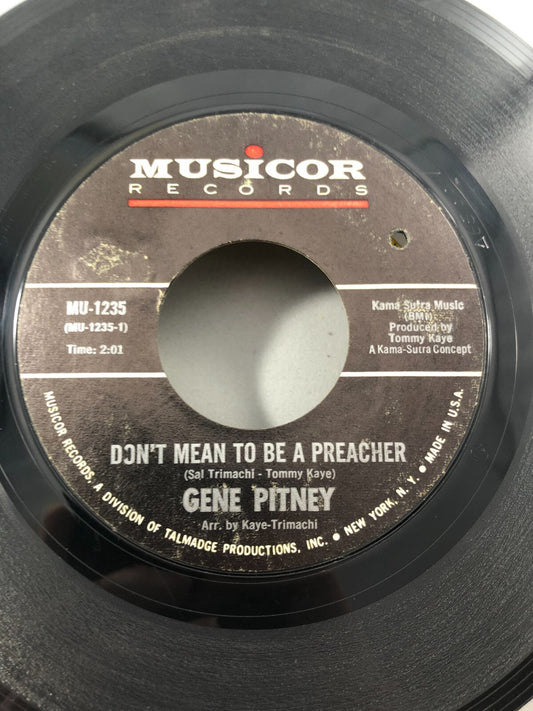 MUSICOR
RECORDS
MU-1235
(MU-1235-1)
Time: 2:01
Kama Sutra Music
(BMI)
Produced by
Tommy Kaye
A Kama-Sutra Concept
DON'T MEAN TO BE A PREACHER
(Sal Trimachi - Tommy Kaye)
GENE PITNEY
Arr. by Kaye-Trimachi
MUSICOR RECORDS, A DIVISION OF TALMADGE PRODUCTIONS, INC. • NEW YORK, N. Y. • MADE IN U.S.A.